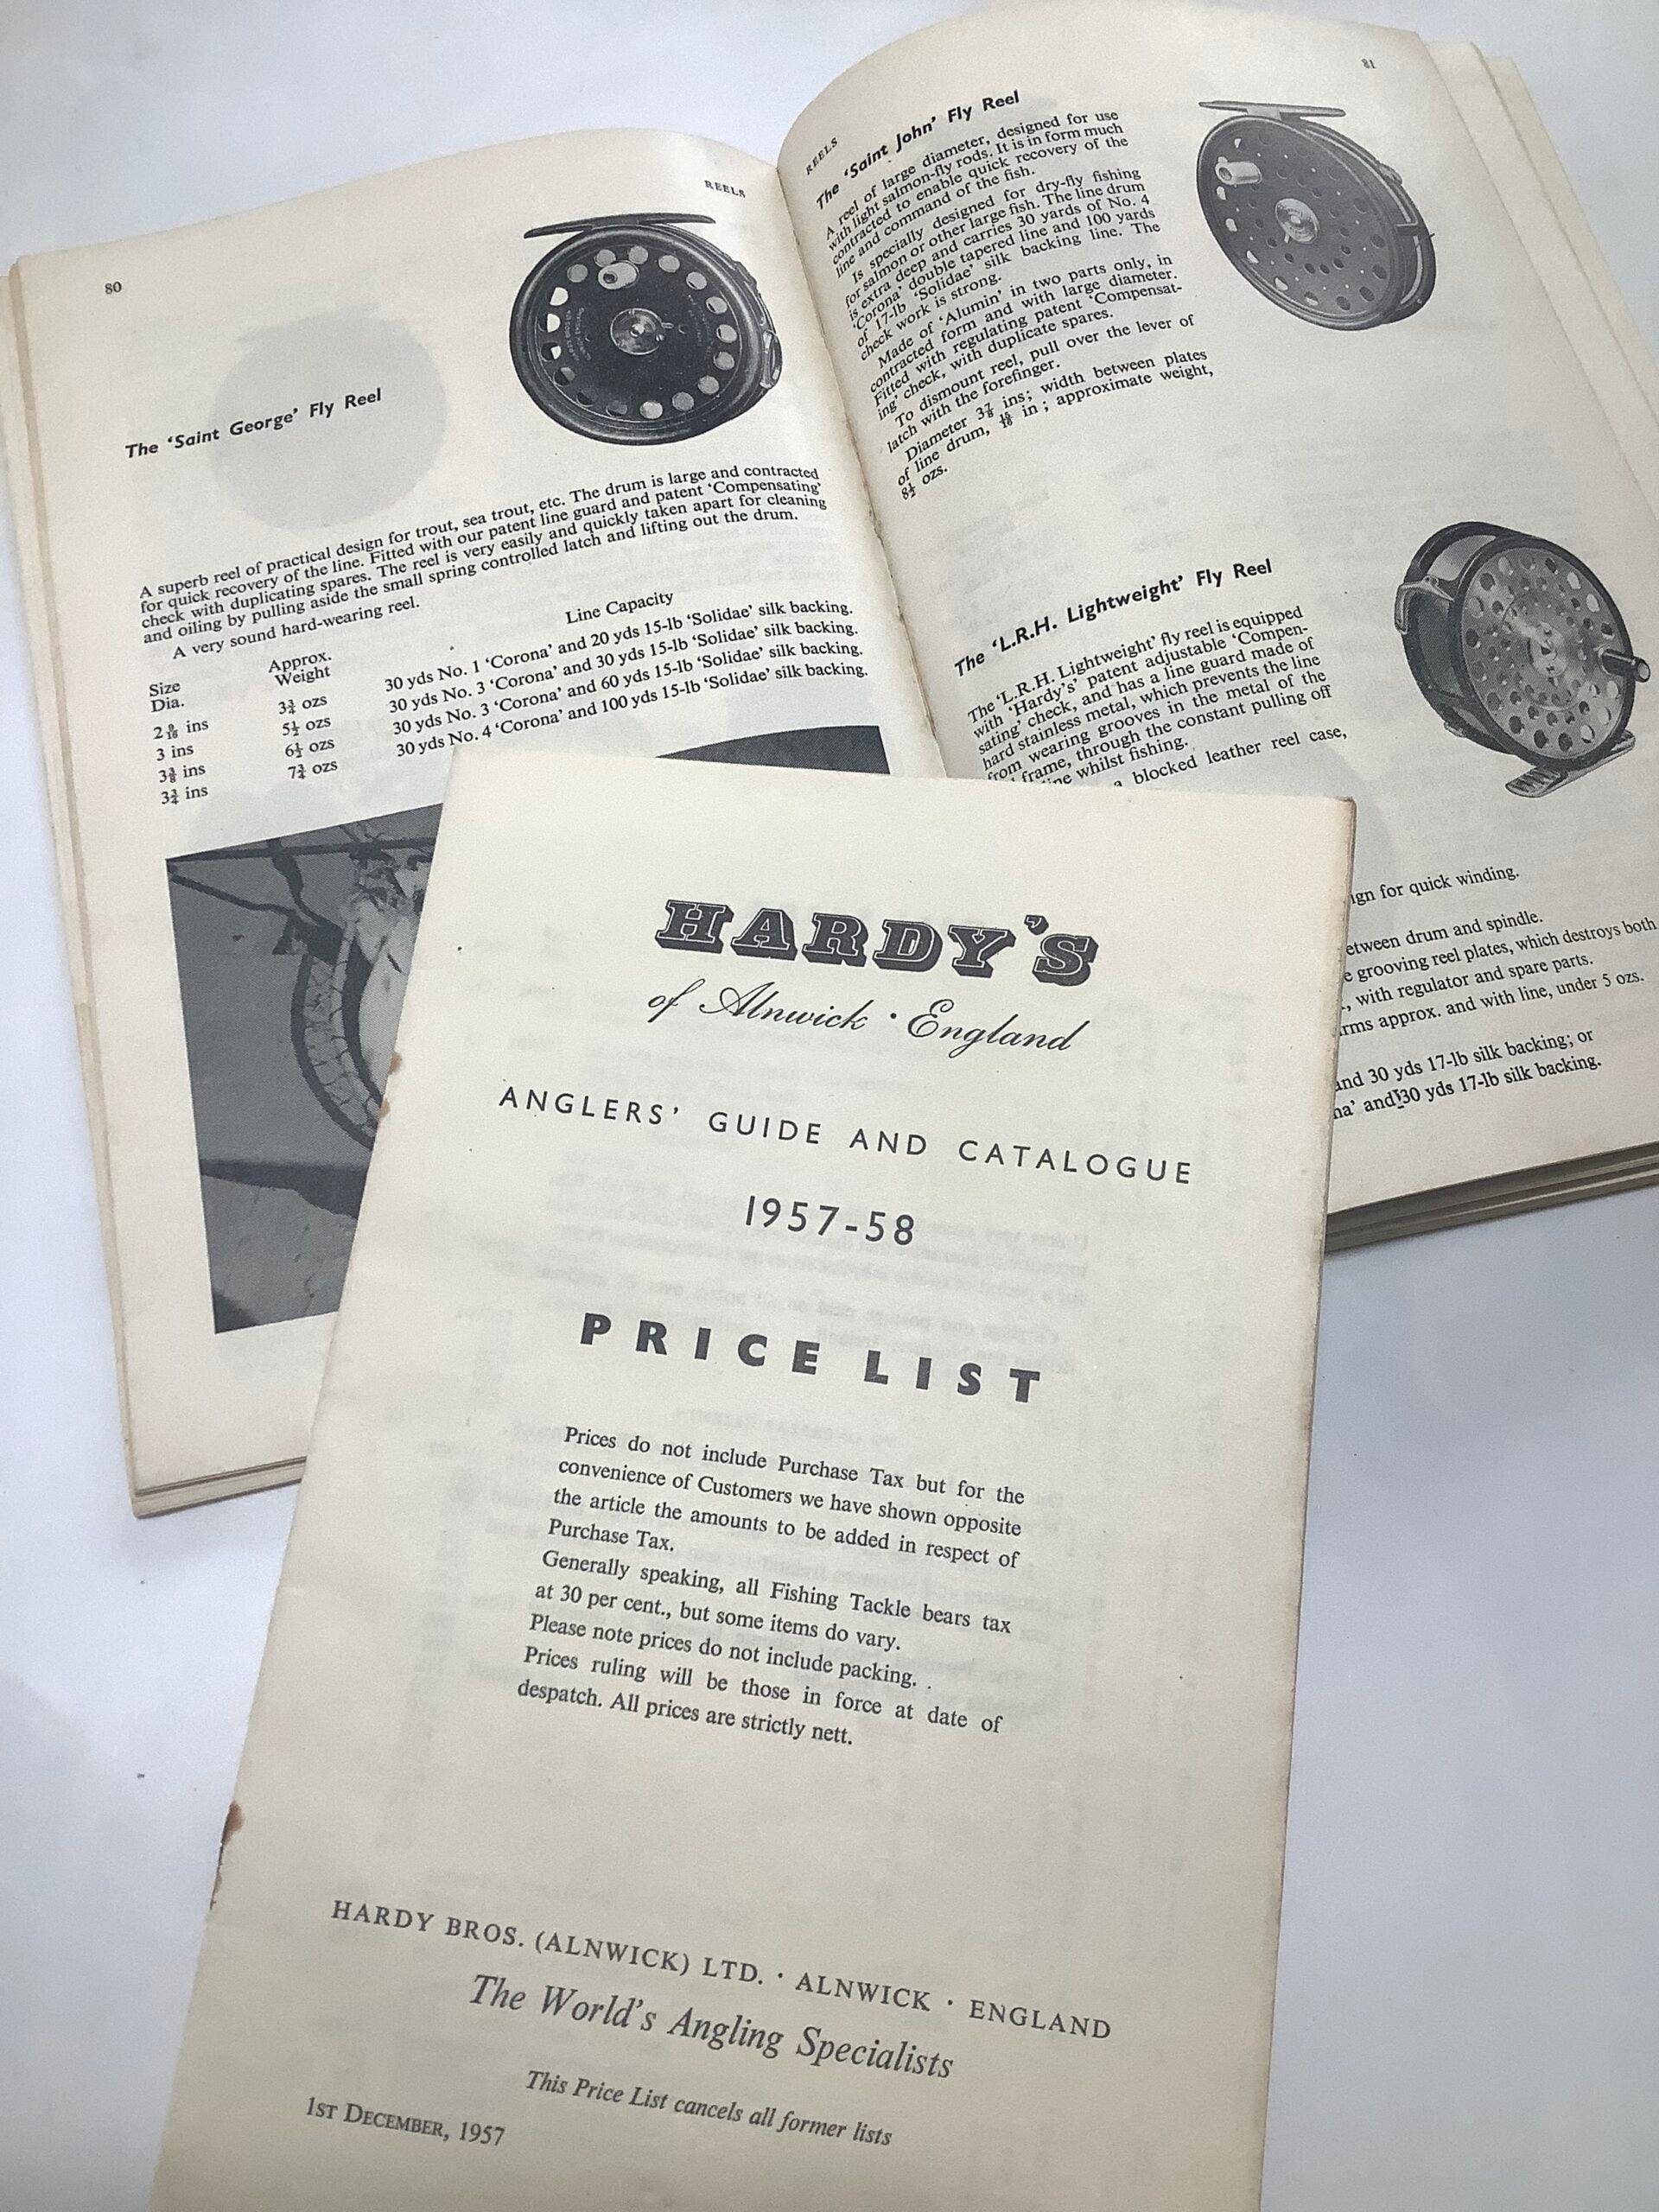 80
REELS
The 'Saint George' Fly Reel
A superb reel of practical design for trout, sea trout, etc. The drum is large and contracted
for quick recovery of the line. Fitted with our patent line guard and patent 'Compensating'
check with duplicating spares. The reel is very easily and quickly taken apart for cleaning
and oiling by pulling aside the small spring controlled latch and lifting out the drum.
A very sound hard-wearing reel.
Size Dia. Approx. Weight Line Capacity
2 9/16 ins 3¾ ozs 30 yds No. 1 'Corona' and 20 yds 15-lb 'Solidae' silk backing.
3 ins 5½ ozs 30 yds No. 3 'Corona' and 30 yds 15-lb 'Solidae' silk backing.
3⅜ ins 6½ ozs 30 yds No. 3 'Corona' and 60 yds 15-lb 'Solidae' silk backing.
3¾ ins 7¾ ozs 30 yds No. 4 'Corona' and 100 yds 15-lb 'Solidae' silk backing.
REELS
81
The 'Saint John' Fly Reel
A reel of large diameter, designed for use
with light salmon-fly rods. It is in form much
contracted to enable quick recovery of the
line and command of the fish.
Is specially designed for dry-fly fishing
for salmon or other large fish. The line drum
is extra deep and carries 30 yards of No. 4
'Corona' double tapered line and 100 yards
of 17-lb 'Solidae' silk backing line. The
check work is strong.
Made of 'Alumin' in two parts only, in
contracted form and with large diameter.
Fitted with regulating patent 'Compensat-
ing' check, with duplicate spares.
To dismount reel, pull over the lever of
latch with the forefinger.
Diameter 3⅞ ins; width between plates
of line drum, in; approximate weight,
8½ ozs.
The 'L.R.H. Lightweight' Fly Reel
The 'L.R.H. Lightweight' fly reel is equipped
with 'Hardy's' patent adjustable 'Compen-
sating' check, and has a line guard made of
hard stainless metal, which prevents the line
from wearing grooves in the metal of the
frame, through the constant pulling off
whilst fishing.
a blocked leather reel case,
ign for quick winding.
etween drum and spindle.
e grooving reel plates, which destroys both
, with regulator and spare parts.
rms approx. and with line, under 5 ozs.
and 30 yds 17-lb silk backing; or
na' and 30 yds 17-lb silk backing.
HARDY'S
of Alnwick · England
ANGLERS' GUIDE AND CATALOGUE
1957-58
PRICE LIST
Prices do not include Purchase Tax but for the
convenience of Customers we have shown opposite
the article the amounts to be added in respect of
Purchase Tax.
Generally speaking, all Fishing Tackle bears tax
at 30 per cent., but some items do vary.
Please note prices do not include packing.
Prices ruling will be those in force at date of
despatch. All prices are strictly nett.
HARDY BROS. (ALNWICK) LTD. · ALNWICK · ENGLAND
The World's Angling Specialists
This Price List cancels all former lists
1ST DECEMBER, 1957